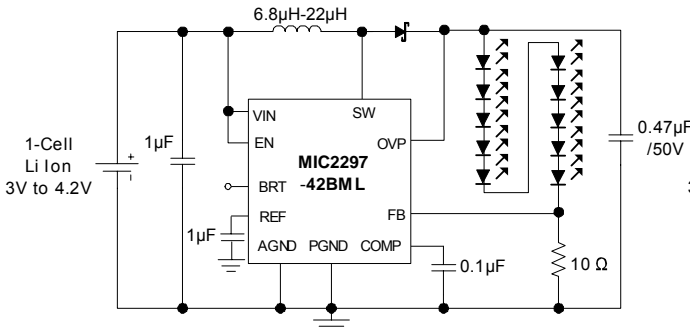 6.8µH-22µH
VIN
SW
EN
OVP
1µF
1-Cell
Li Ion
3V to 4.2V
+
-
MIC2297
-42BML
0.47µF
/50V
BRT
REF
FB
1µF
AGND PGND COMP
0.1µF
10 Ω